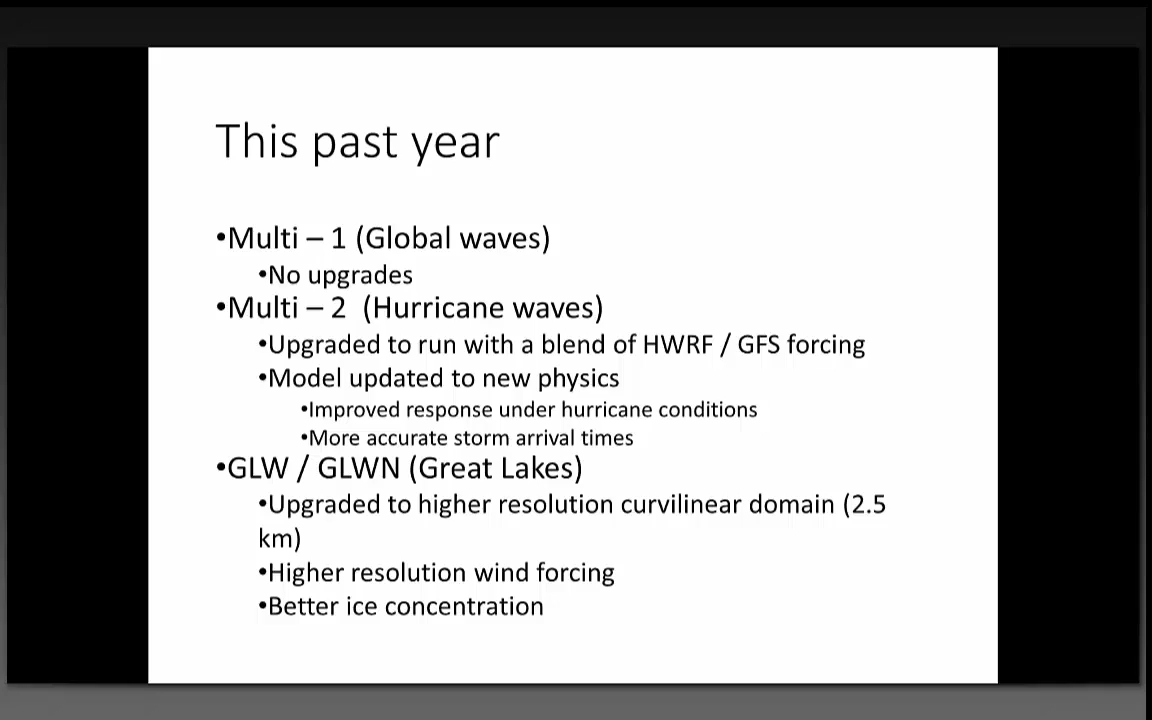 This past year
•Multi – 1 (Global waves)
•No upgrades
•Multi – 2  (Hurricane waves)
•Upgraded to run with a blend of HWRF / GFS forcing
•Model updated to new physics
•Improved response under hurricane conditions
•More accurate storm arrival times
•GLW / GLWN (Great Lakes)
•Upgraded to higher resolution curvilinear domain (2.5
km)
•Higher resolution wind forcing
•Better ice concentration